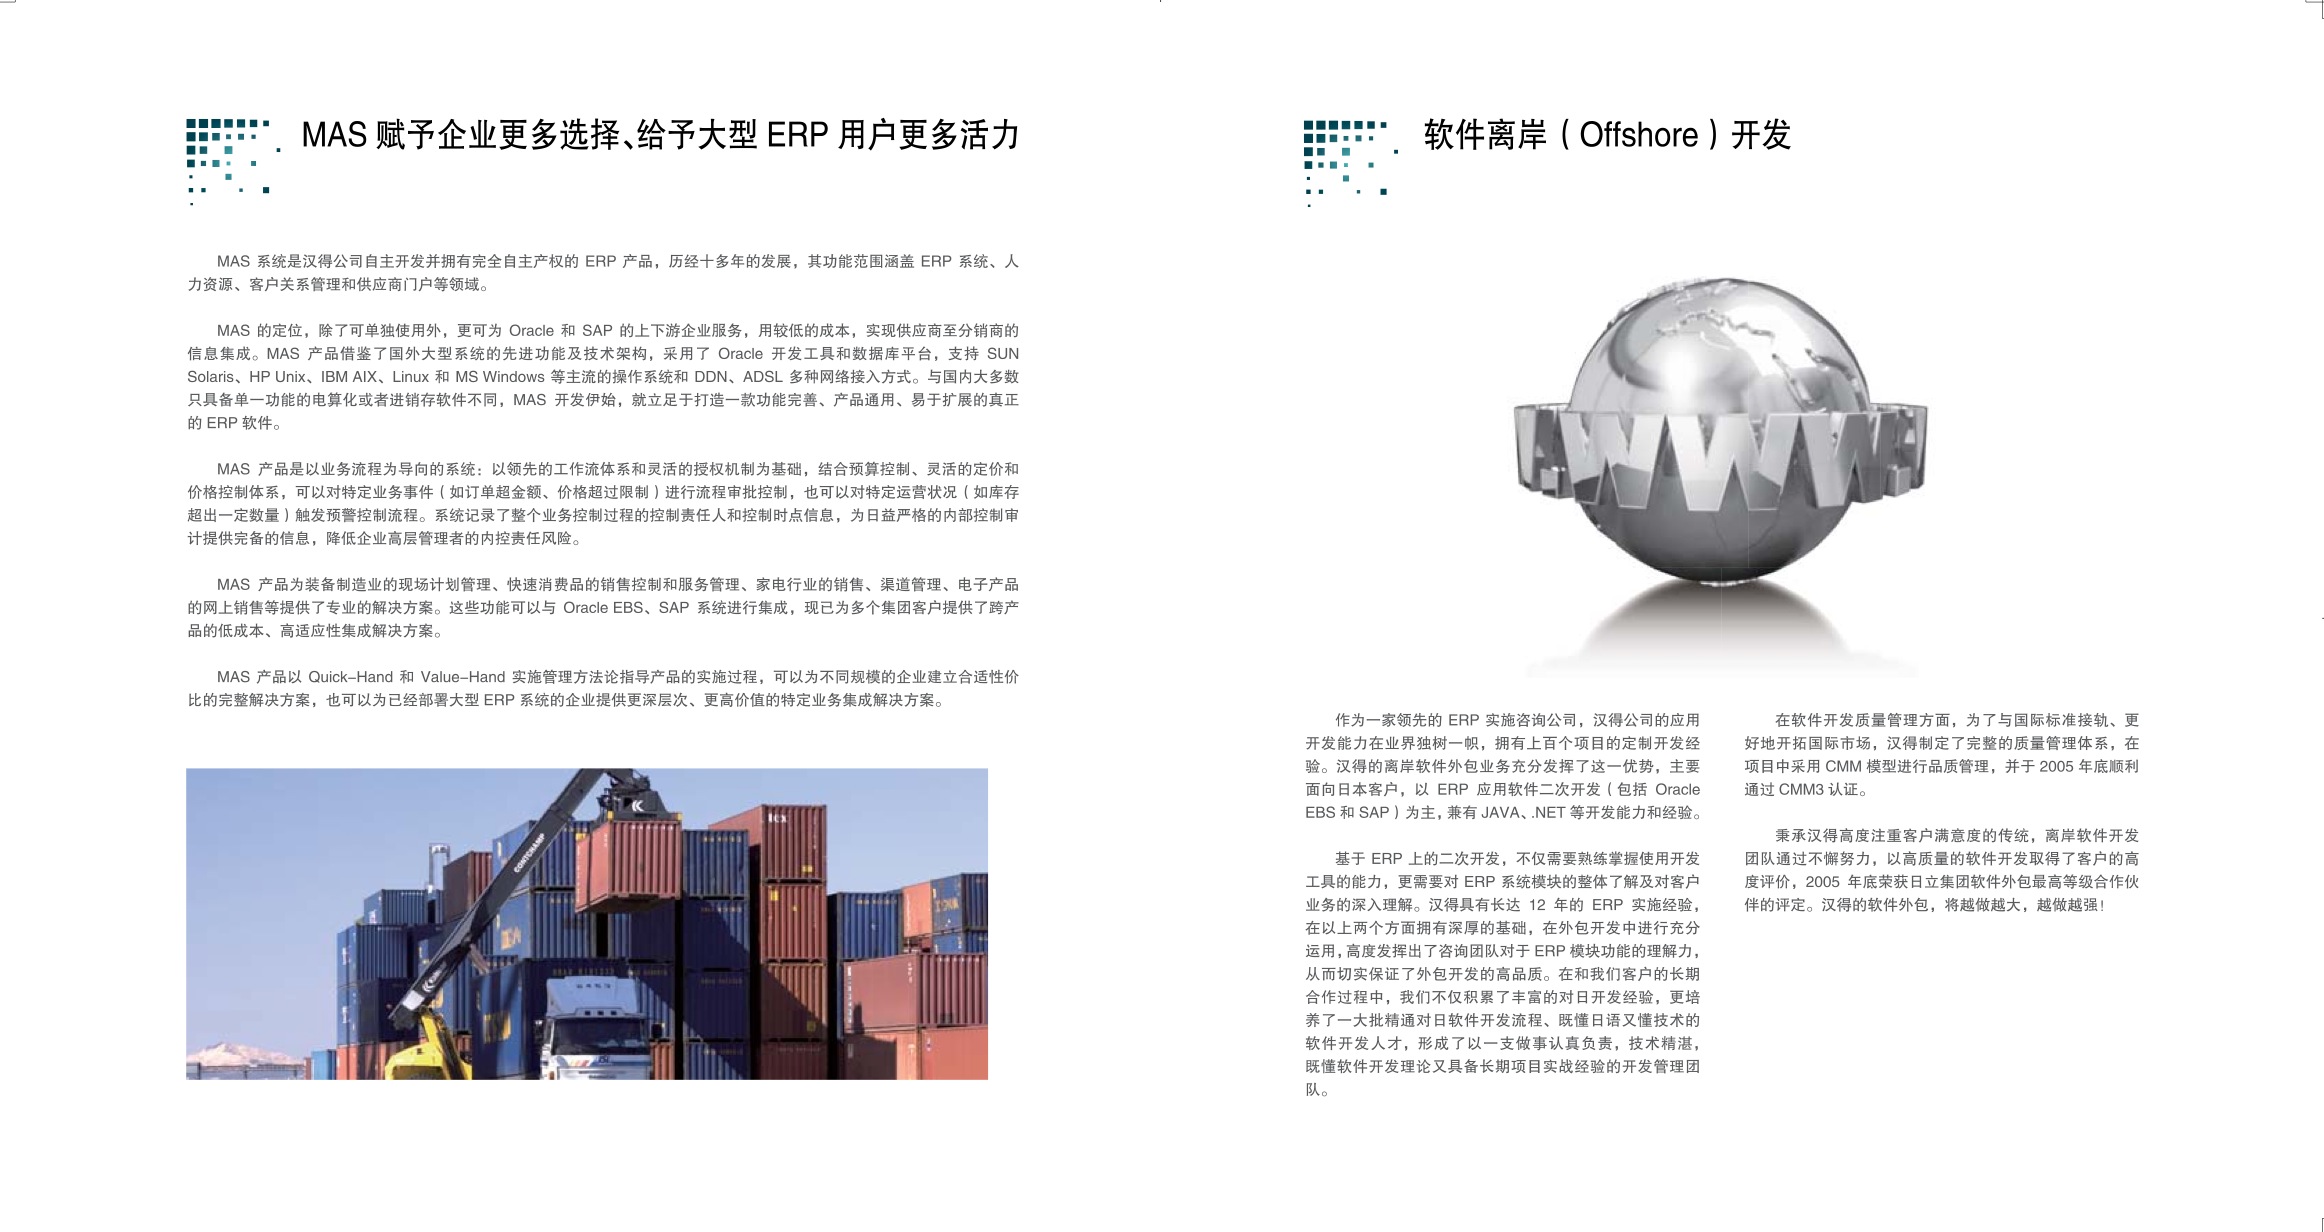 MAS 赋予企业更多选择、给予大型 ERP 用户更多活力
MAS 系统是汉得公司自主开发并拥有完全自主产权的 ERP 产品，历经十多年的发展，其功能范围涵盖 ERP 系统、人
力资源、客户关系管理和供应商门户等领域。
MAS 的定位，除了可单独使用外，更可为 Oracle 和 SAP 的上下游企业服务，用较低的成本，实现供应商至分销商的
信息集成。MAS 产品借鉴了国外大型系统的先进功能及技术架构，采用了 Oracle 开发工具和数据库平台，支持 SUN
Solaris、HP Unix、IBM AIX、Linux 和 MS Windows 等主流的操作系统和 DDN、ADSL 多种网络接入方式。与国内大多数
只具备单一功能的电算化或者进销存软件不同，MAS 开发伊始，就立足于打造一款功能完善、产品通用、易于扩展的真正
的 ERP 软件。
MAS 产品是以业务流程为导向的系统：以领先的工作流体系和灵活的授权机制为基础，结合预算控制、灵活的定价和
价格控制体系，可以对特定业务事件（如订单超金额、价格超过限制）进行流程审批控制，也可以对特定运营状况（如库存
超出一定数量）触发预警控制流程。系统记录了整个业务控制过程的控制责任人和控制时点信息，为日益严格的内部控制审
计提供完备的信息，降低企业高层管理者的内控责任风险。
MAS 产品为装备制造业的现场计划管理、快速消费品的销售控制和服务管理、家电行业的销售、渠道管理、电子产品
的网上销售等提供了专业的解决方案。这些功能可以与 Oracle EBS、SAP 系统进行集成，现已为多个集团客户提供了跨产
品的低成本、高适应性集成解决方案。
MAS 产品以 Quick-Hand 和 Value-Hand 实施管理方法论指导产品的实施过程，可以为不同规模的企业建立合适性价
比的完整解决方案，也可以为已经部署大型 ERP 系统的企业提供更深层次、更高价值的特定业务集成解决方案。
CONTCHAMP
tex
软件离岸（Offshore）开发
.WWW.
作为一家领先的 ERP 实施咨询公司，汉得公司的应用
开发能力在业界独树一帜，拥有上百个项目的定制开发经
验。汉得的离岸软件外包业务充分发挥了这一优势，主要
面向日本客户，以 ERP 应用软件二次开发（包括 Oracle
EBS 和 SAP）为主，兼有 JAVA、.NET 等开发能力和经验。
基于 ERP 上的二次开发，不仅需要熟练掌握使用开发
工具的能力，更需要对 ERP 系统模块的整体了解及对客户
业务的深入理解。汉得具有长达 12 年的 ERP 实施经验，
在以上两个方面拥有深厚的基础，在外包开发中进行充分
运用，高度发挥出了咨询团队对于 ERP 模块功能的理解力，
从而切实保证了外包开发的高品质。在和我们客户的长期
合作过程中，我们不仅积累了丰富的对日开发经验，更培
养了一大批精通对日软件开发流程、既懂日语又懂技术的
软件开发人才，形成了以一支做事认真负责，技术精湛，
既懂软件开发理论又具备长期项目实战经验的开发管理团
队。
在软件开发质量管理方面，为了与国际标准接轨、更
好地开拓国际市场，汉得制定了完整的质量管理体系，在
项目中采用 CMM 模型进行品质管理，并于 2005 年底顺利
通过 CMM3 认证。
秉承汉得高度注重客户满意度的传统，离岸软件开发
团队通过不懈努力，以高质量的软件开发取得了客户的高
度评价，2005 年底荣获日立集团软件外包最高等级合作伙
伴的评定。汉得的软件外包，将越做越大，越做越强！